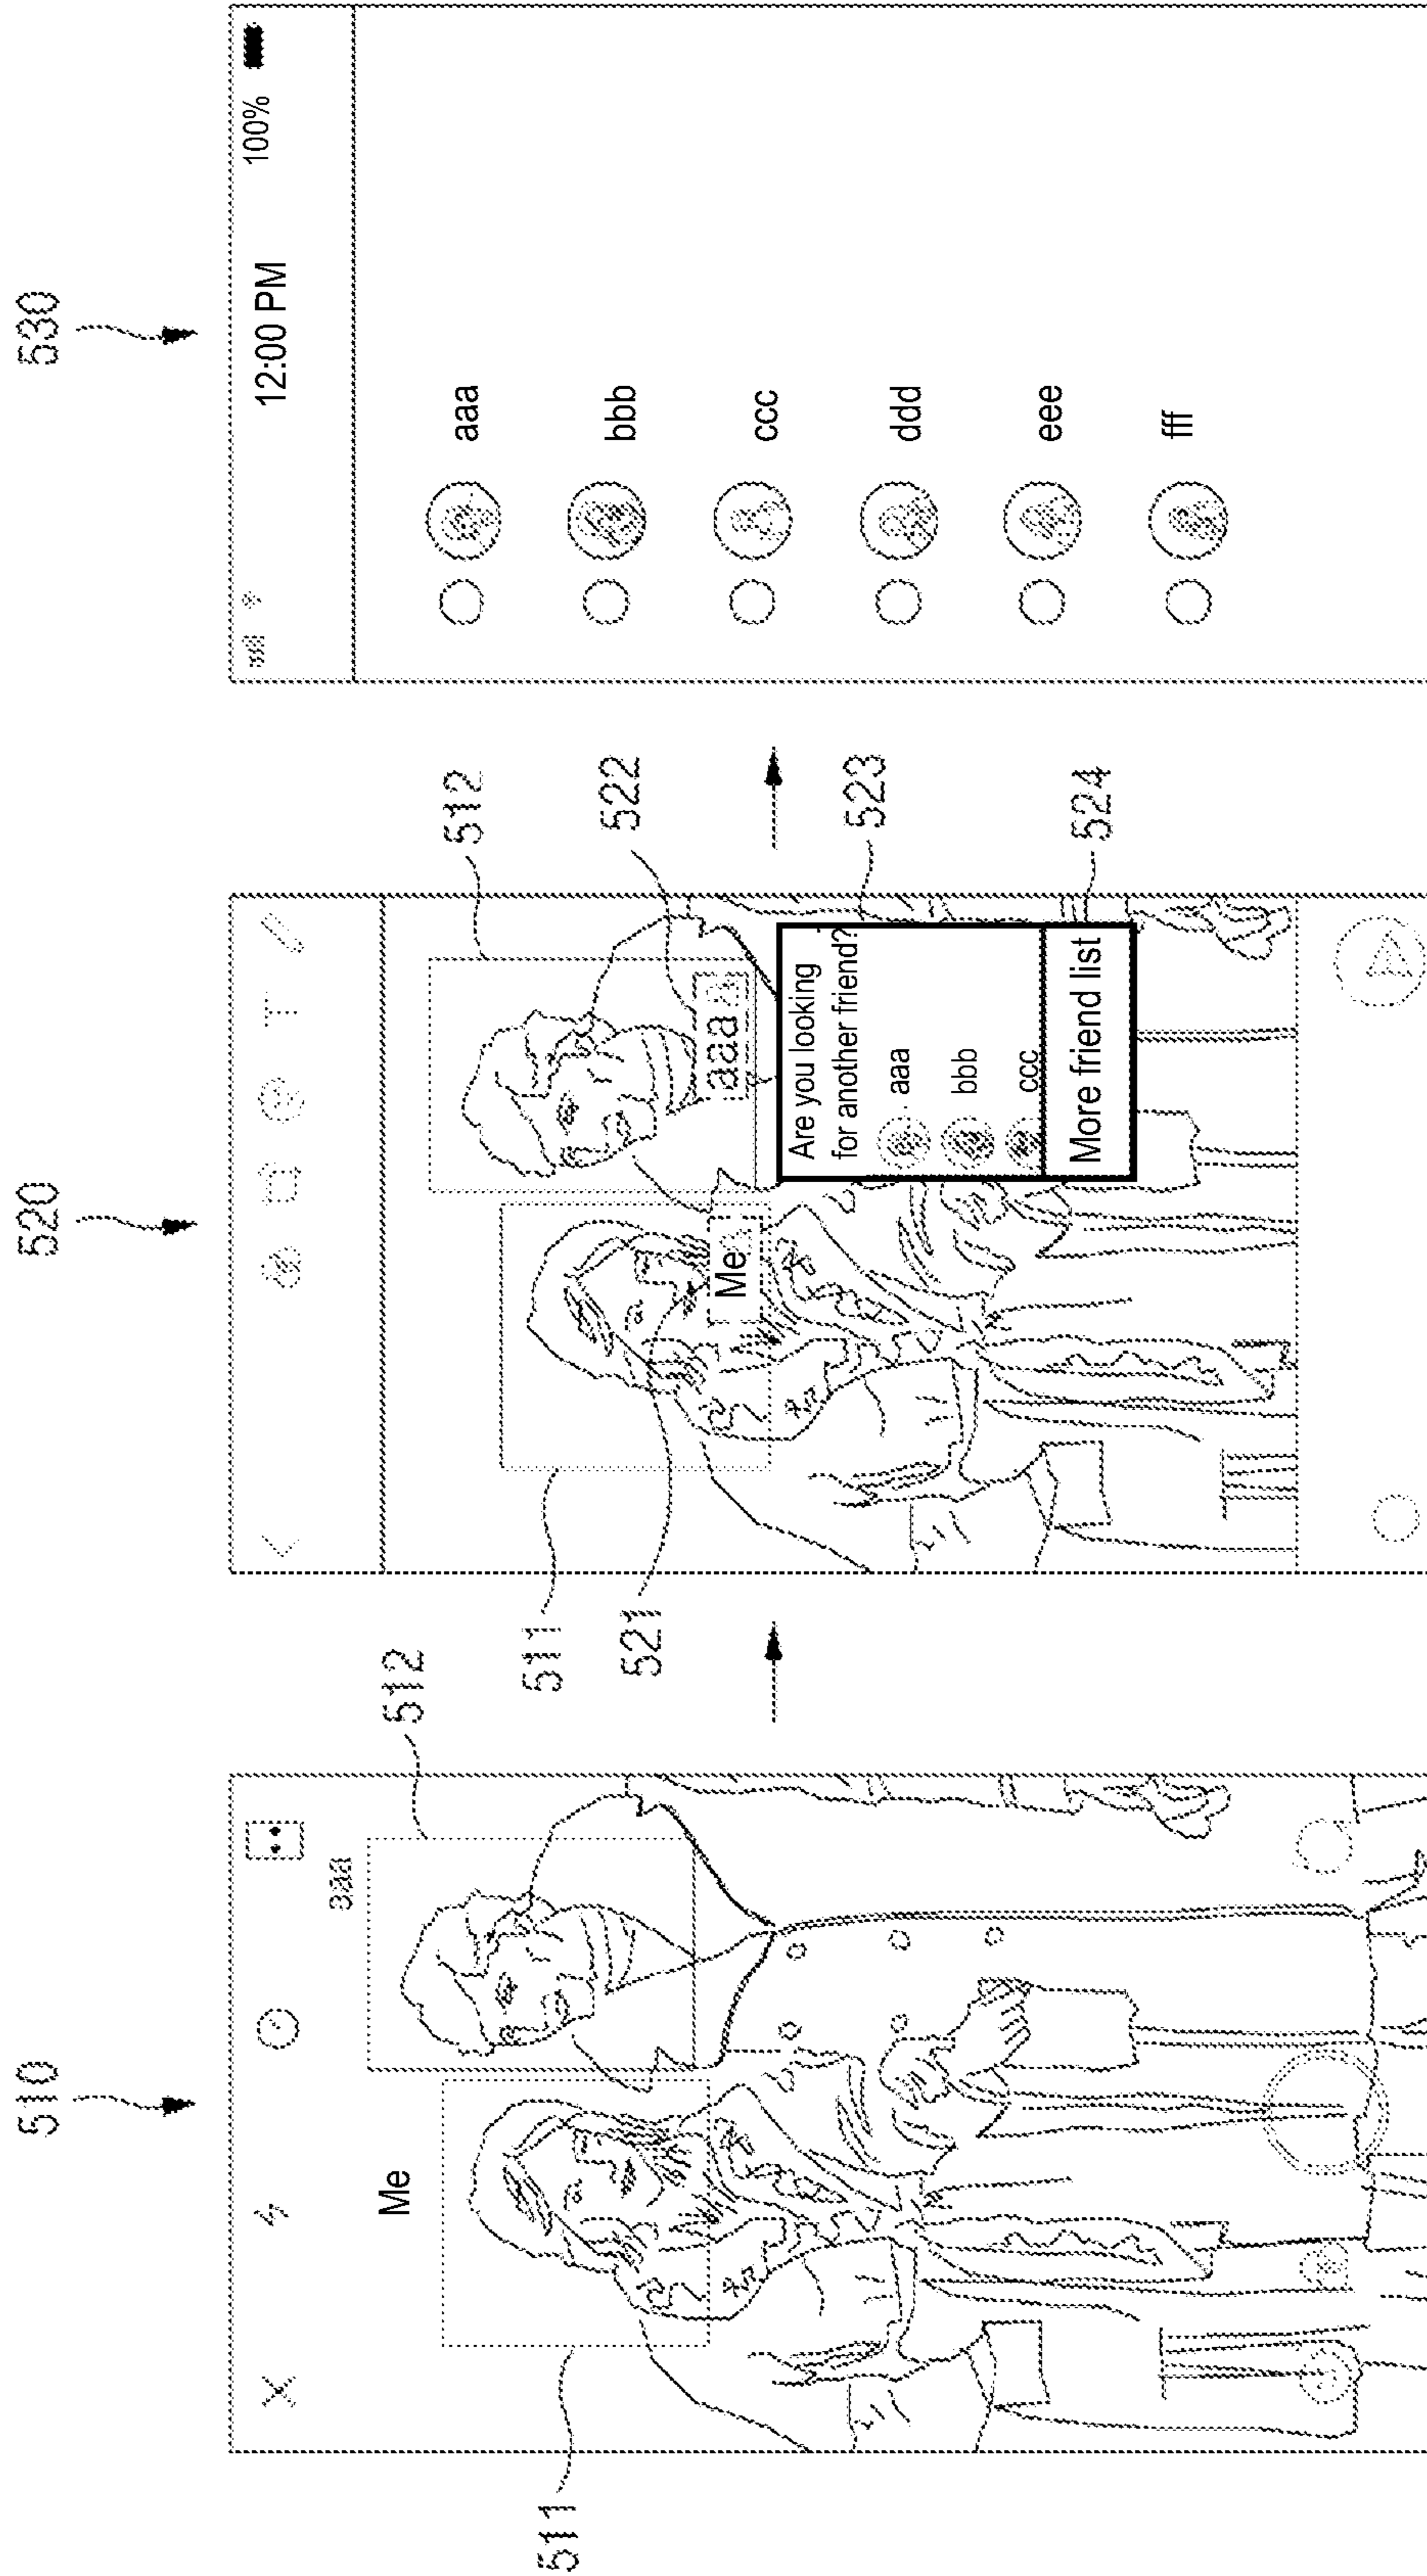 510
Me
aaa
512
511
520
T
512
522
Me
aaa
Are you looking
for another friend?
aaa
bbb
ccc
More friend list
523
524
511
521
530
12:00 PM
100%
aaa
bbb
ccc
ddd
eee
fff